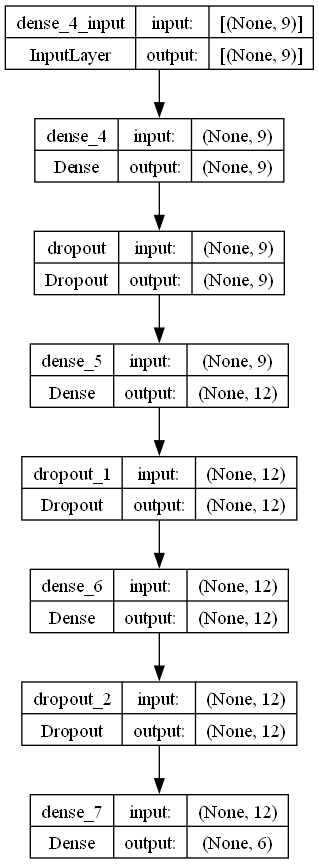 dense_4_input input: [(None, 9)]
InputLayer output: [(None, 9)]
dense_4 input: (None, 9)
Dense output: (None, 9)
dropout input: (None, 9)
Dropout output: (None, 9)
dense_5 input: (None, 9)
Dense output: (None, 12)
dropout_1 input: (None, 12)
Dropout output: (None, 12)
dense_6 input: (None, 12)
Dense output: (None, 12)
dropout_2 input: (None, 12)
Dropout output: (None, 12)
dense_7 input: (None, 12)
Dense output: (None, 6)